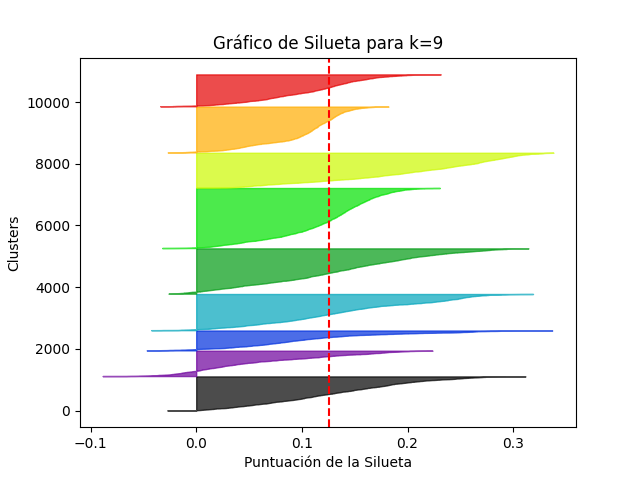 Gráfico de Silueta para k=9
Clusters
10000
8000
6000
4000
2000
0
−0.1 0.0 0.1 0.2 0.3
Puntuación de la Silueta